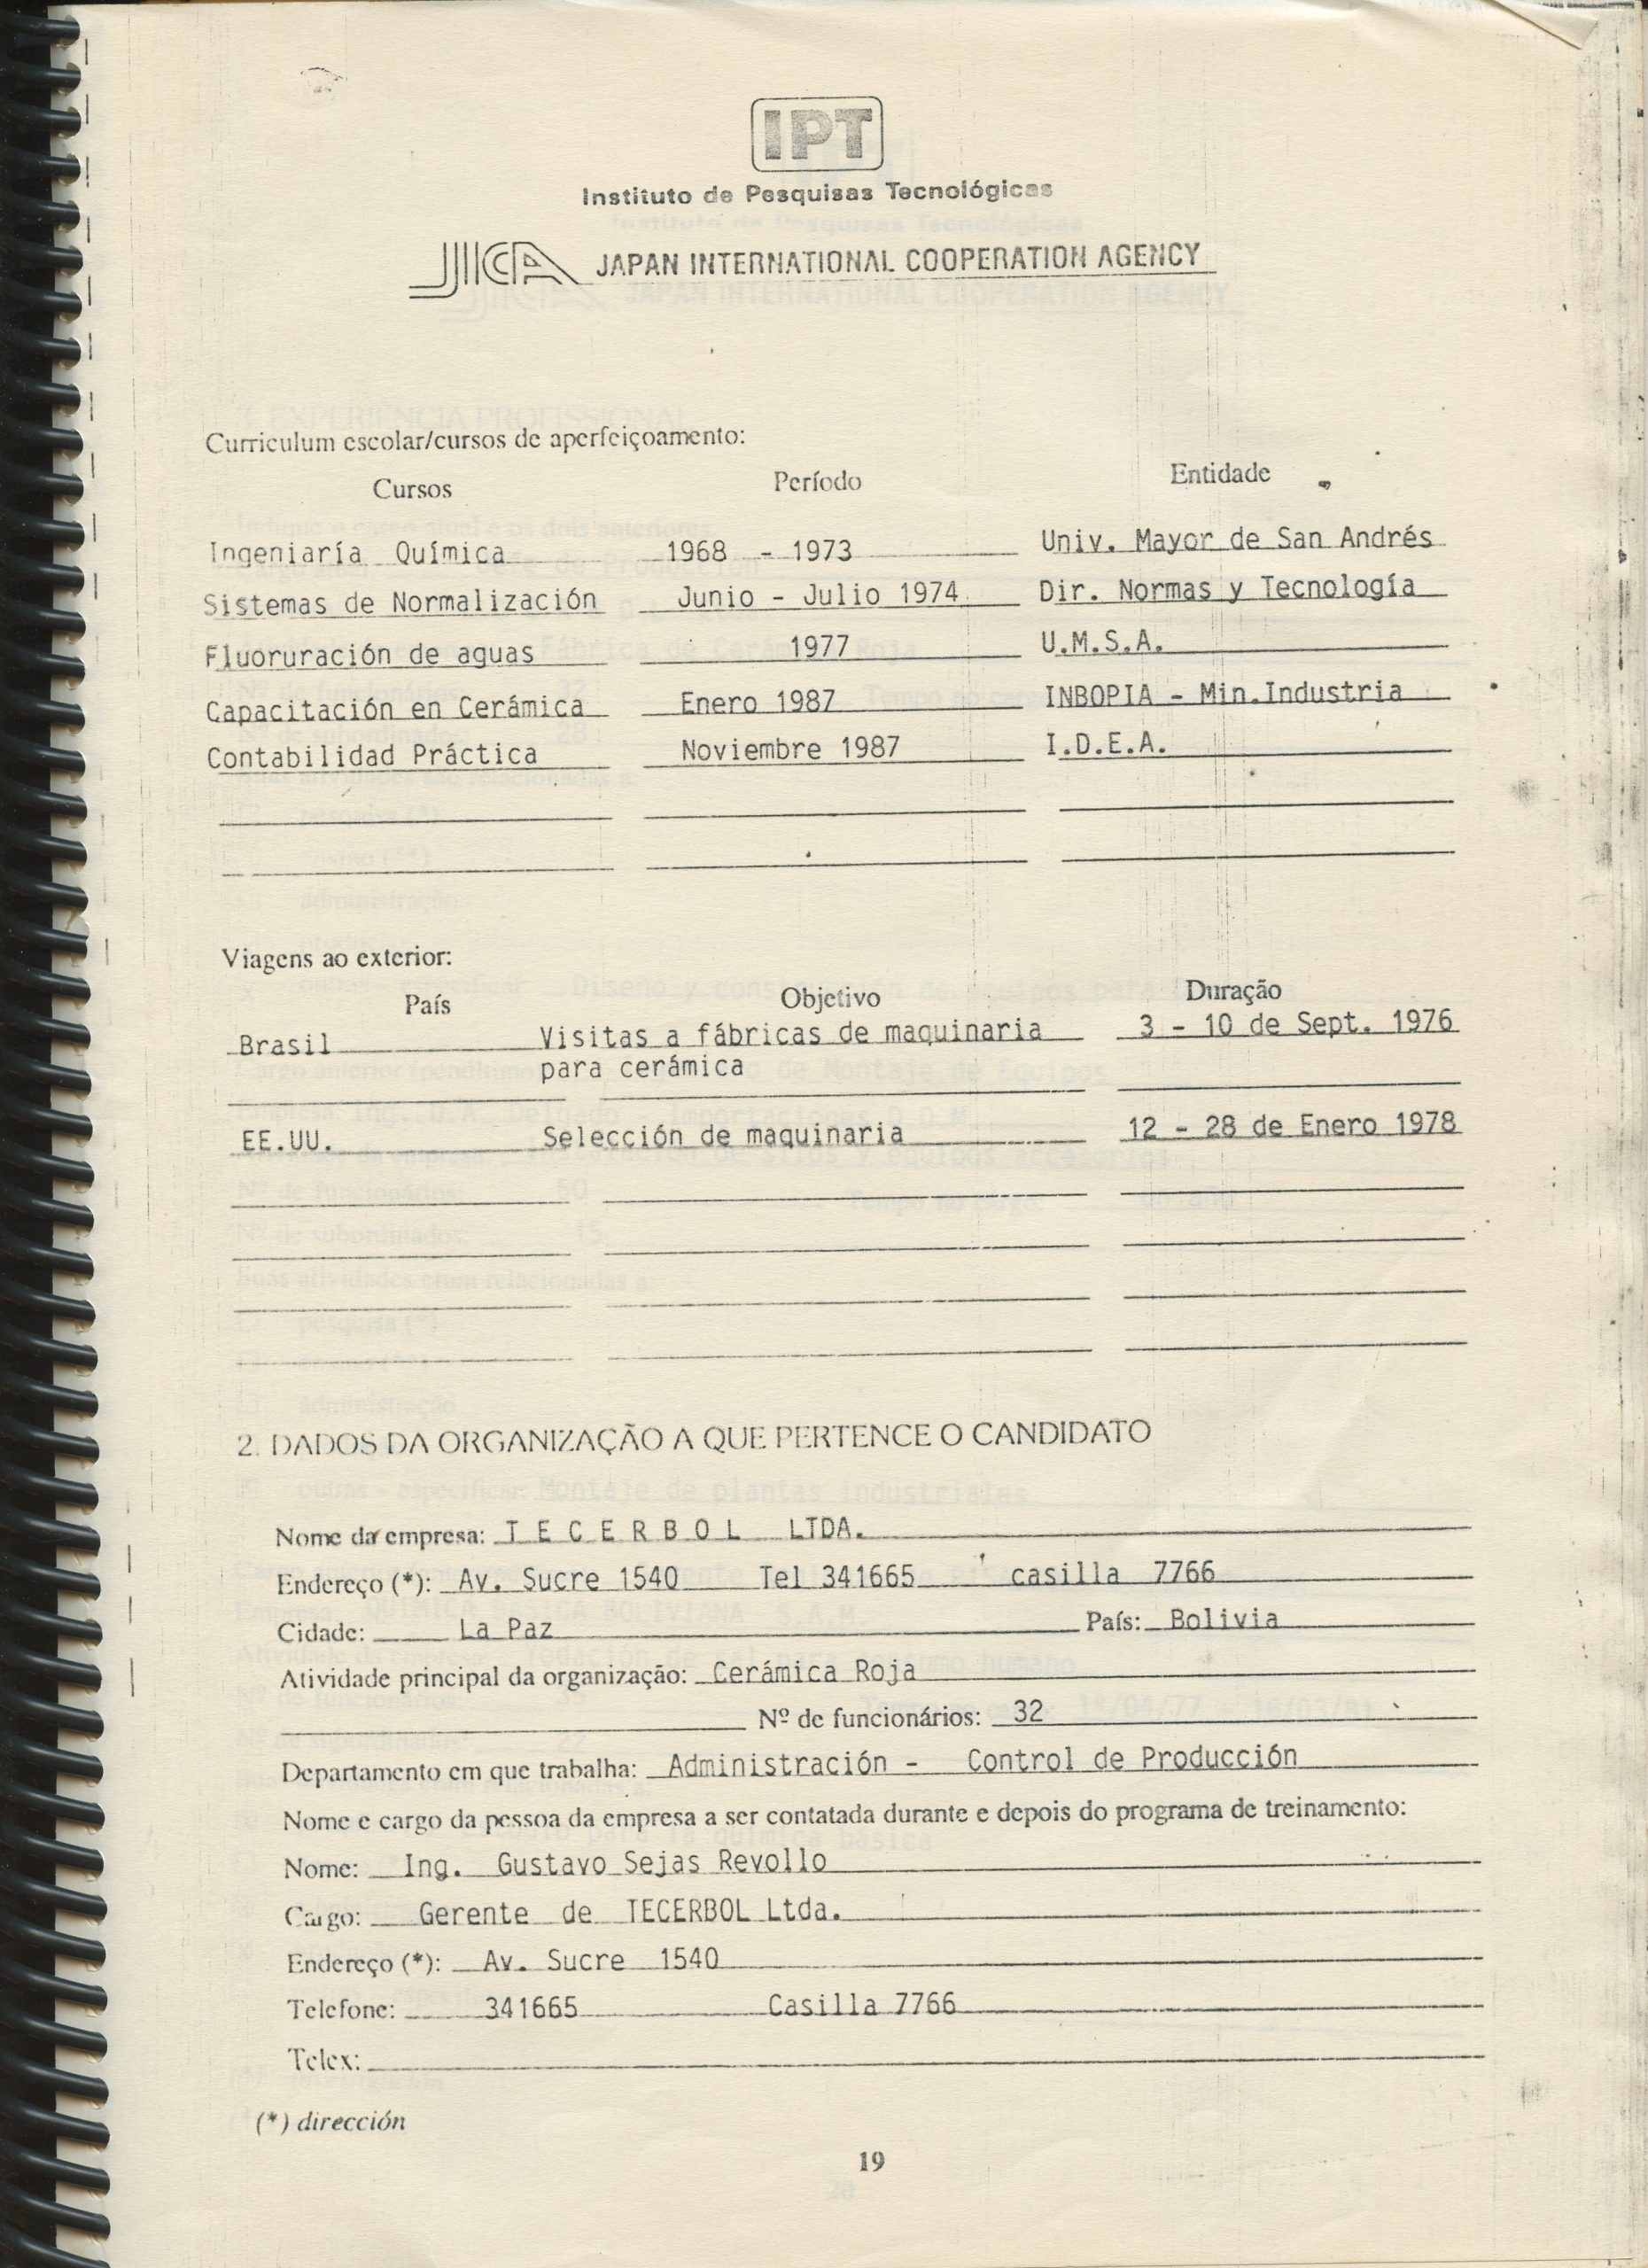 IPT
Instituto de Pesquisas Tecnológicas
JICA JAPAN INTERNATIONAL COOPERATION AGENCY
Curriculum escolar/cursos de aperfeiçoamento:
Cursos Período Entidade
Ingeniaría Química 1968 - 1973 Univ. Mayor de San Andrés
Sistemas de Normalización Junio - Julio 1974 Dir. Normas y Tecnología
Fluoruración de aguas 1977 U.M.S.A.
Capacitación en Cerámica Enero 1987 INBOPIA - Min.Industria
Contabilidad Práctica Noviembre 1987 I.D.E.A.
Viagens ao exterior:
País Objetivo Duração
Brasil Visitas a fábricas de maquinaria 3 - 10 de Sept. 1976
para cerámica
EE.UU. Selección de maquinaria 12 - 28 de Enero 1978
2. DADOS DA ORGANIZAÇÃO A QUE PERTENCE O CANDIDATO
Nome da empresa: T E C E R B O L LTDA.
Endereço (*): Av. Sucre 1540 Tel 341665 casilla 7766
Cidade: La Paz País: Bolivia
Atividade principal da organização: Cerámica Roja
Nº de funcionários: 32
Departamento em que trabalha: Administración - Control de Producción
Nome e cargo da pessoa da empresa a ser contatada durante e depois do programa de treinamento:
Nome: Ing. Gustavo Sejas Revollo
Cargo: Gerente de TECERBOL Ltda.
Endereço (*): Av. Sucre 1540
Telefone: 341665 Casilla 7766
Telex:
(*) dirección
19